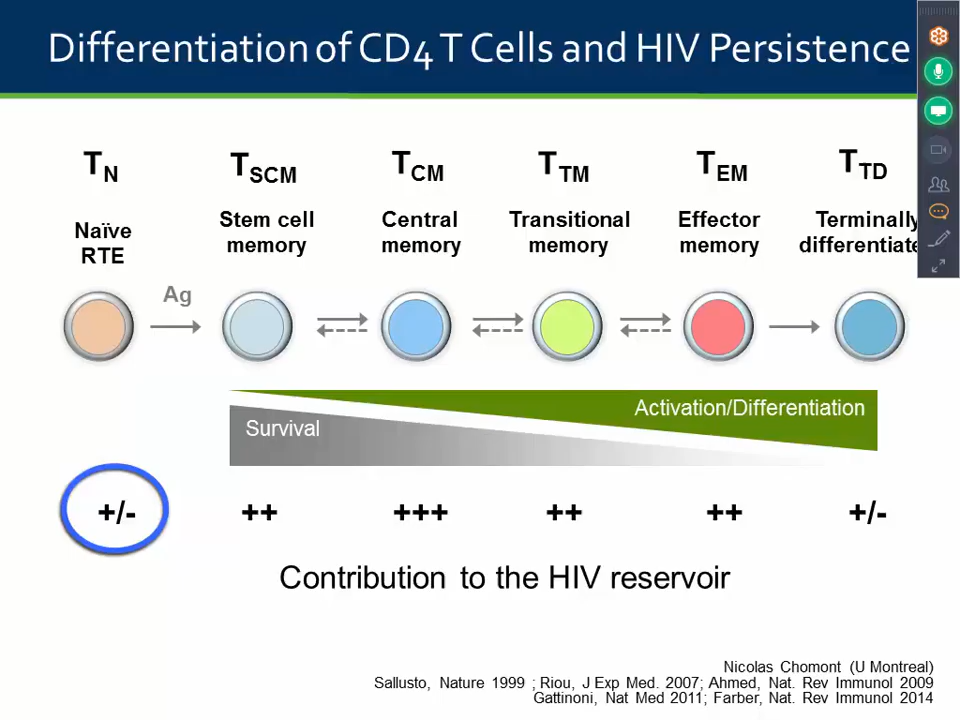 Differentiation of CD4 T Cells and HIV Persistence
TN TSCM TCM TTM TEM TTD
Naïve
RTE
Stem cell
memory
Central
memory
Transitional
memory
Effector
memory
Terminally
differentiate
Ag
Activation/Differentiation
Survival
+/- ++ +++ ++ ++ +/-
Contribution to the HIV reservoir
Nicolas Chomont (U Montreal)
Sallusto, Nature 1999 ; Riou, J Exp Med. 2007; Ahmed, Nat. Rev Immunol 2009
Gattinoni, Nat Med 2011; Farber, Nat. Rev Immunol 2014